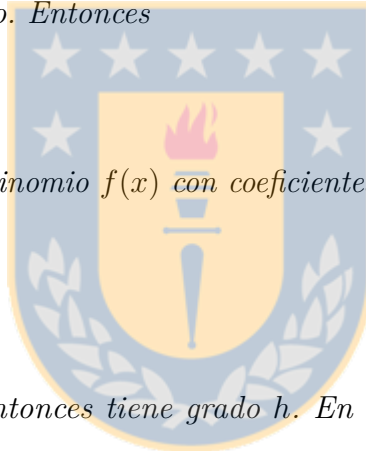 o. Entonces
inomio f(x) con coeficiente
ntonces tiene grado h. En